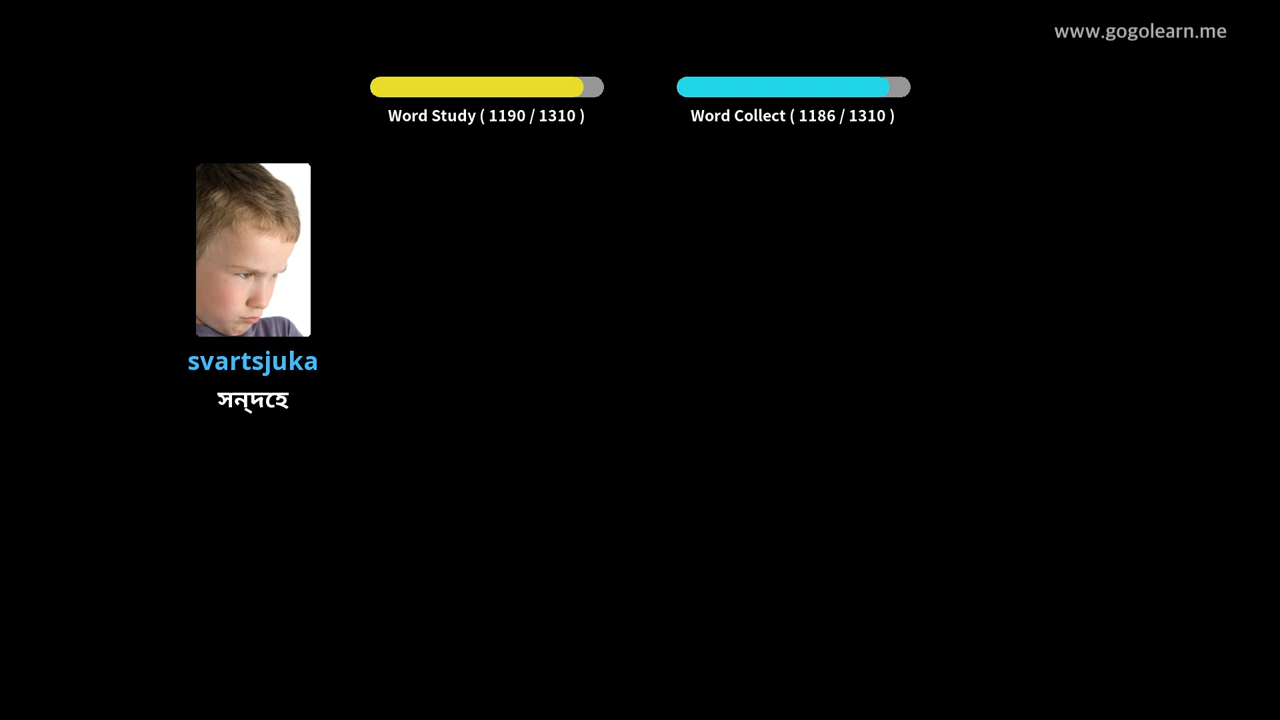 www.gogolearn.me
Word Study ( 1190 / 1310 )
Word Collect ( 1186 / 1310 )
svartsjuka
সন্‌দহে